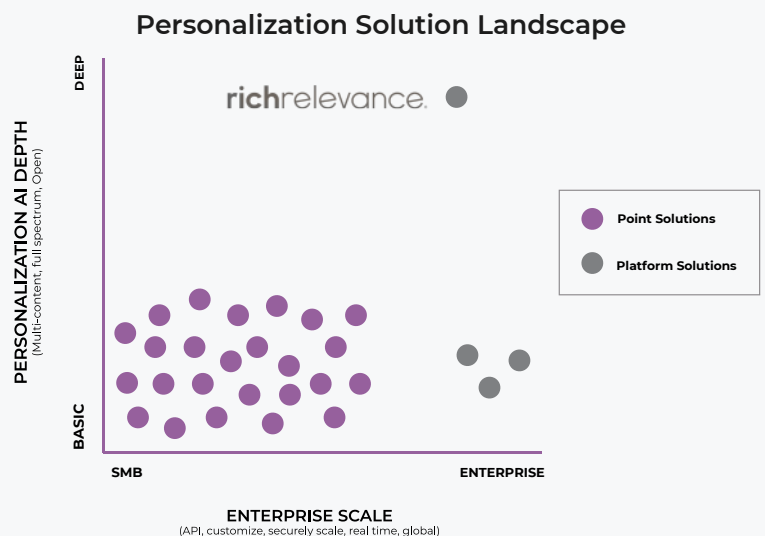 Personalization Solution Landscape
DEEP
richrelevance.
PERSONALIZATION AI DEPTH
(Multi-content, full spectrum, Open)
Point Solutions
Platform Solutions
BASIC
SMB
ENTERPRISE
ENTERPRISE SCALE
(API, customize, securely scale, real time, global)